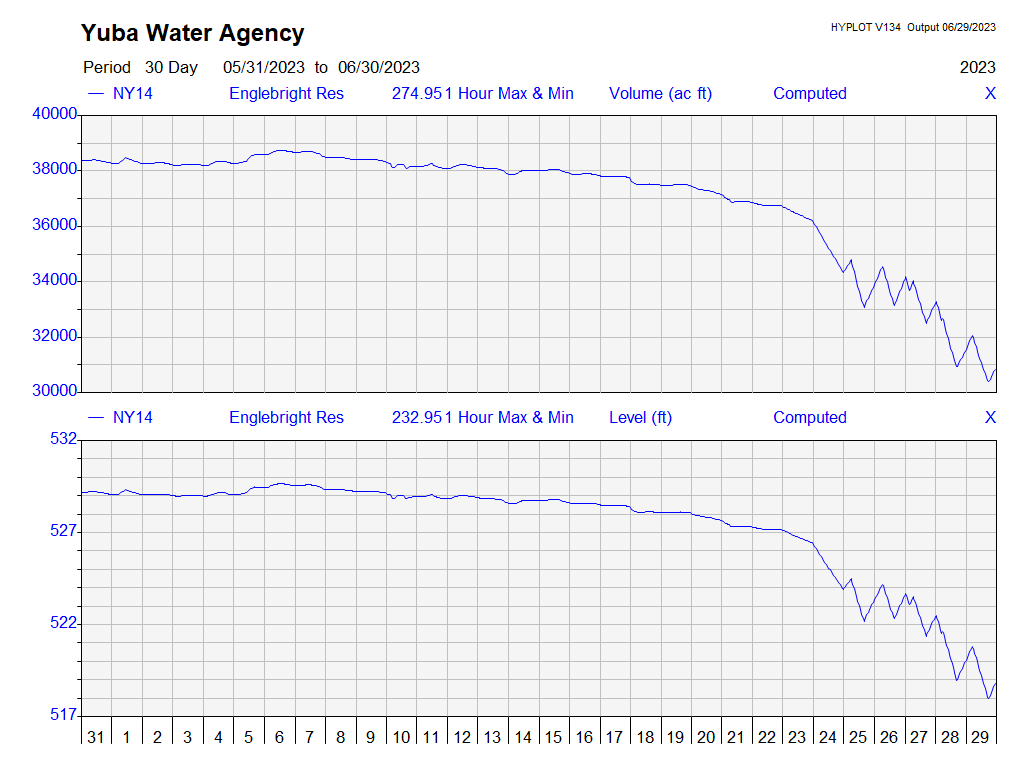 Yuba Water Agency
HYPLOT V134 Output 06/29/2023
Period 30 Day 05/31/2023 to 06/30/2023
2023
NY14 Englebright Res 274.951 Hour Max & Min Volume (ac ft) Computed X
40000
38000
36000
34000
32000
30000
NY14 Englebright Res 232.951 Hour Max & Min Level (ft) Computed X
532
527
522
517
31 1 2 3 4 5 6 7 8 9 10 11 12 13 14 15 16 17 18 19 20 21 22 23 24 25 26 27 28 29